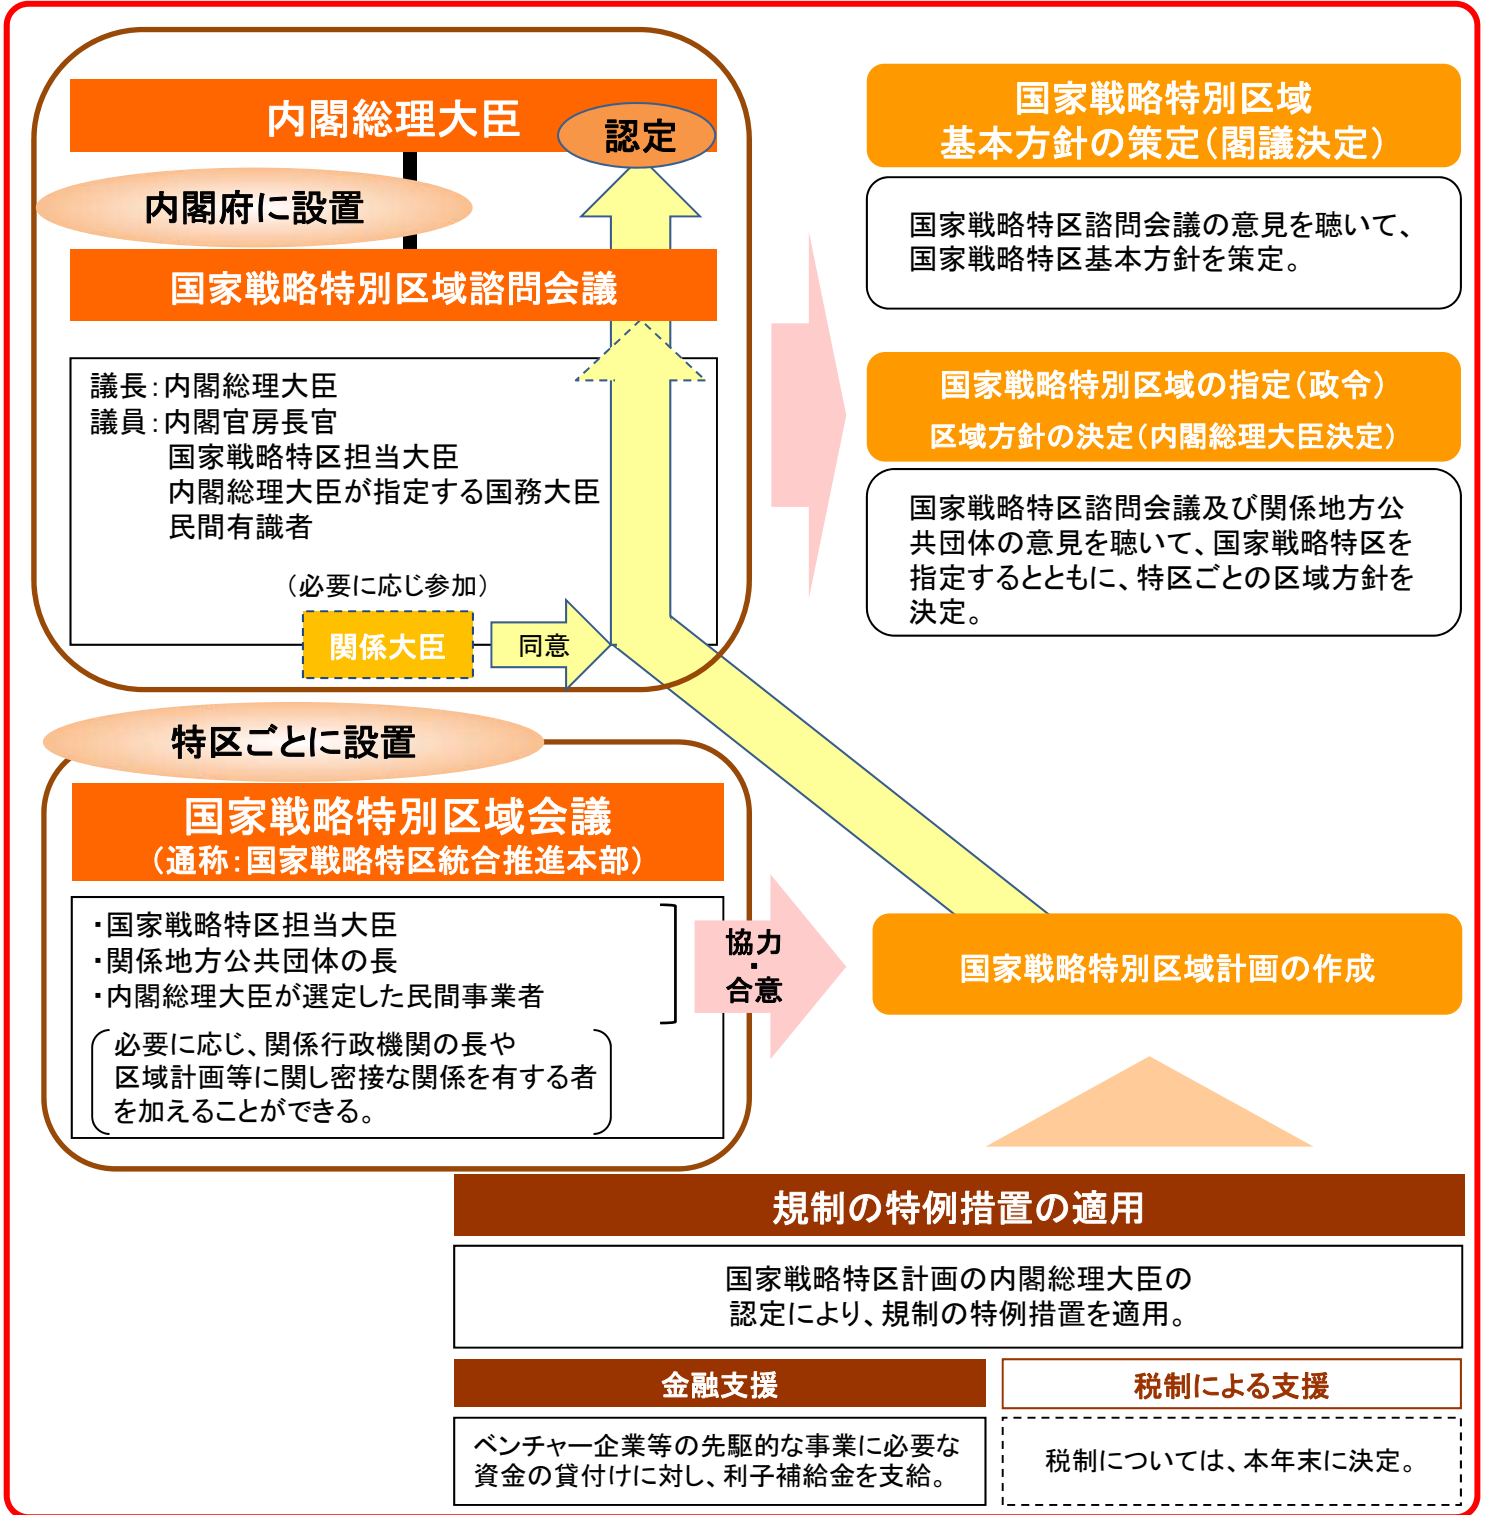 内閣総理大臣
認定
内閣府に設置
国家戦略特別区域諮問会議
議長：内閣総理大臣
議員：内閣官房長官
国家戦略特区担当大臣
内閣総理大臣が指定する国務大臣
民間有識者
（必要に応じ参加）
関係大臣
同意
国家戦略特別区域
基本方針の策定（閣議決定）
国家戦略特区諮問会議の意見を聴いて、
国家戦略特区基本方針を策定。
国家戦略特別区域の指定（政令）
区域方針の決定（内閣総理大臣決定）
国家戦略特区諮問会議及び関係地方公
共団体の意見を聴いて、国家戦略特区を
指定するとともに、特区ごとの区域方針を
決定。
特区ごとに設置
国家戦略特別区域会議
（通称：国家戦略特区統合推進本部）
・国家戦略特区担当大臣
・関係地方公共団体の長
・内閣総理大臣が選定した民間事業者
必要に応じ、関係行政機関の長や
区域計画等に関し密接な関係を有する者
を加えることができる。
協力
・
合意
国家戦略特別区域計画の作成
規制の特例措置の適用
国家戦略特区計画の内閣総理大臣の
認定により、規制の特例措置を適用。
金融支援
ベンチャー企業等の先駆的な事業に必要な
資金の貸付けに対し、利子補給金を支給。
税制による支援
税制については、本年末に決定。